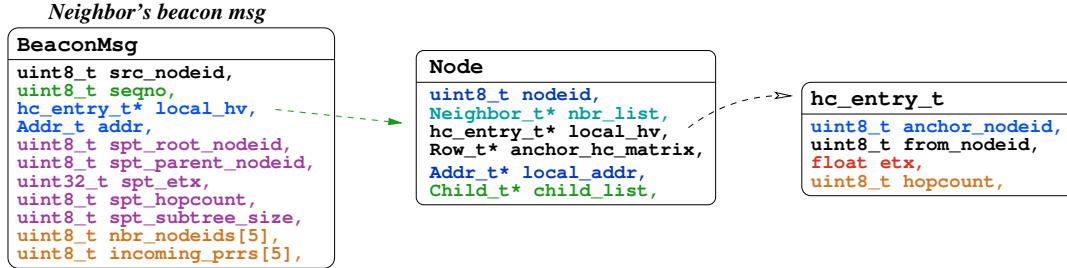 Neighbor's beacon msg
BeaconMsg
uint8_t src_nodeid,
uint8_t seqno,
hc_entry_t* local_hv,
Addr_t addr,
uint8_t spt_root_nodeid,
uint8_t spt_parent_nodeid,
uint32_t spt_etx,
uint8_t spt_hopcount,
uint8_t spt_subtree_size,
uint8_t nbr_nodeids[5],
uint8_t incoming_prrs[5],
Node
uint8_t nodeid,
Neighbor_t* nbr_list,
hc_entry_t* local_hv,
Row_t* anchor_hc_matrix,
Addr_t* local_addr,
Child_t* child_list,
hc_entry_t
uint8_t anchor_nodeid,
uint8_t from_nodeid,
float etx,
uint8_t hopcount,